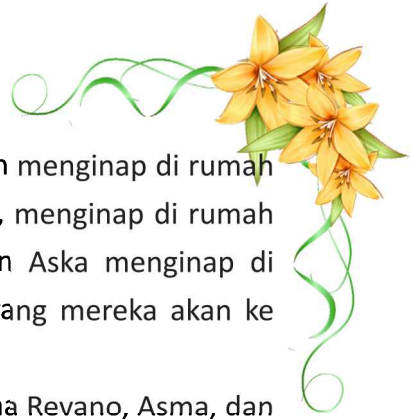 n menginap di rumah
, menginap di rumah
n Aska menginap di
ang mereka akan ke
na Revano, Asma, dan